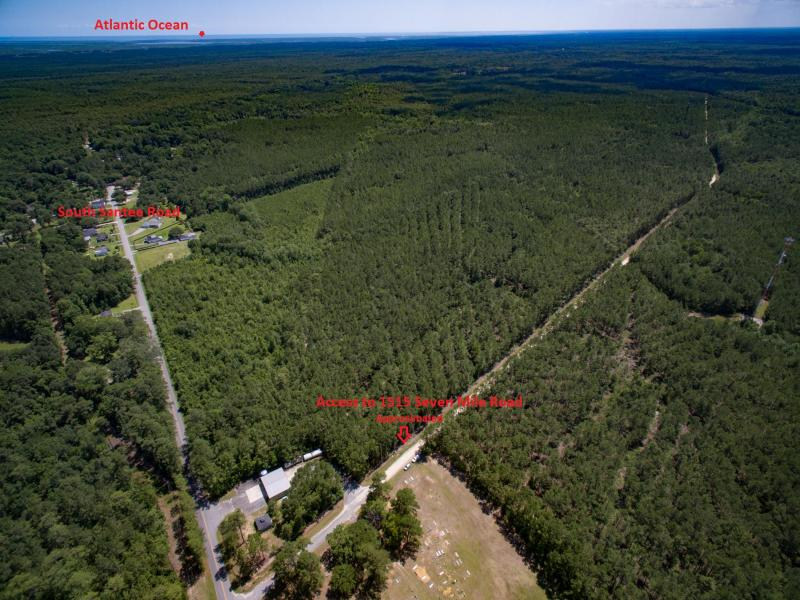 Atlantic Ocean
South Santee Road
Access to 1515 Seven Mile Road
Approximated